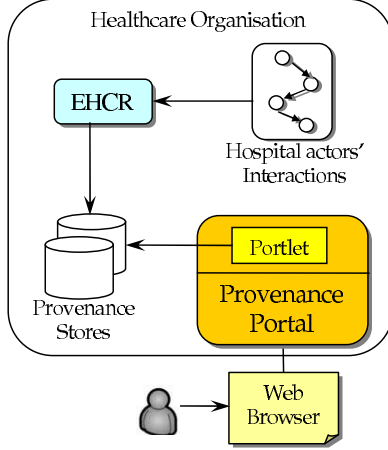 Healthcare Organisation
EHCR
Hospital actors'
Interactions
Portlet
Provenance
Stores
Provenance
Portal
Web
Browser